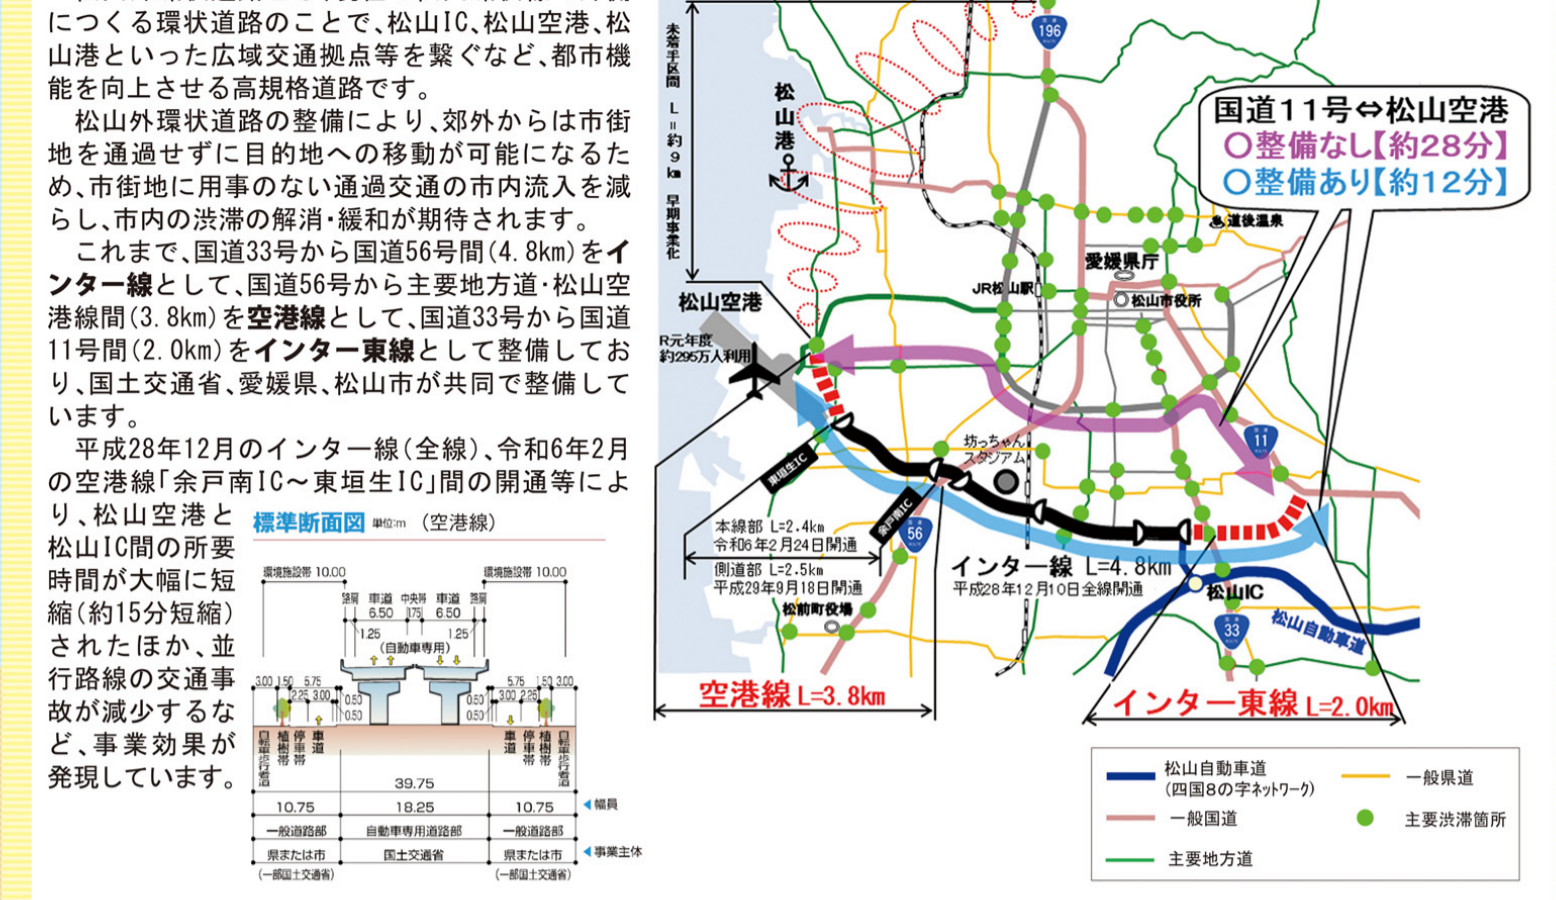 につくる環状道路のことで、松山IC、松山空港、松
山港といった広域交通拠点等を繋ぐなど、都市機
能を向上させる高規格道路です。
松山外環状道路の整備により、郊外からは市街
地を通過せずに目的地への移動が可能になるた
め、市街地に用事のない通過交通の市内流入を減
らし、市内の渋滞の解消・緩和が期待されます。
これまで、国道33号から国道56号間(4.8km)をイ
ンター線として、国道56号から主要地方道・松山空
港線間(3.8km)を空港線として、国道33号から国道
11号間(2.0km)をインター東線として整備してお
り、国土交通省、愛媛県、松山市が共同で整備して
います。
平成28年12月のインター線(全線)、令和6年2月
の空港線「余戸南IC～東垣生IC」間の開通等によ
り、松山空港と
松山IC間の所要
時間が大幅に短
縮(約15分短縮)
されたほか、並
行路線の交通事
故が減少するな
ど、事業効果が
発現しています。
標準断面図 単位:m (空港線)
環境施設帯 10.00 環境施設帯 10.00
路肩 車道 中央帯 車道 路肩
6.50 1.75 6.50
1.25 1.25
(自動車専用)
3.00 1.50 5.75 5.75 1.50 3.00
2.25 3.00 0.50 0.50 3.00 2.25
0.50 0.50
自転車歩行者道 植樹帯 停車帯 車道 車道 停車帯 植樹帯 自転車歩行者道
39.75
10.75 18.25 10.75 幅員
一般道路部 自動車専用道路部 一般道路部
県または市 国土交通省 県または市 事業主体
(一部国土交通省) (一部国土交通省)
未着手区間 L=約9km 早期事業化
松山港
国道
196
国道11号⇔松山空港
〇整備なし【約28分】
〇整備あり【約12分】
道後温泉
愛媛県庁
JR松山駅
松山市役所
松山空港
R元年度
約295万人利用
国道
11
坊っちゃん
スタジアム
東垣生IC
余戸南IC
56
本線部 L=2.4km
令和6年2月24日開通
側道部 L=2.5km
平成29年9月18日開通
インター線 L=4.8km
平成28年12月10日全線開通
松山IC
松前町役場
国道
33
松山自動車道
空港線 L=3.8km
インター東線 L=2.0km
松山自動車道
(四国8の字ネットワーク)
一般県道
一般国道
主要渋滞箇所
主要地方道